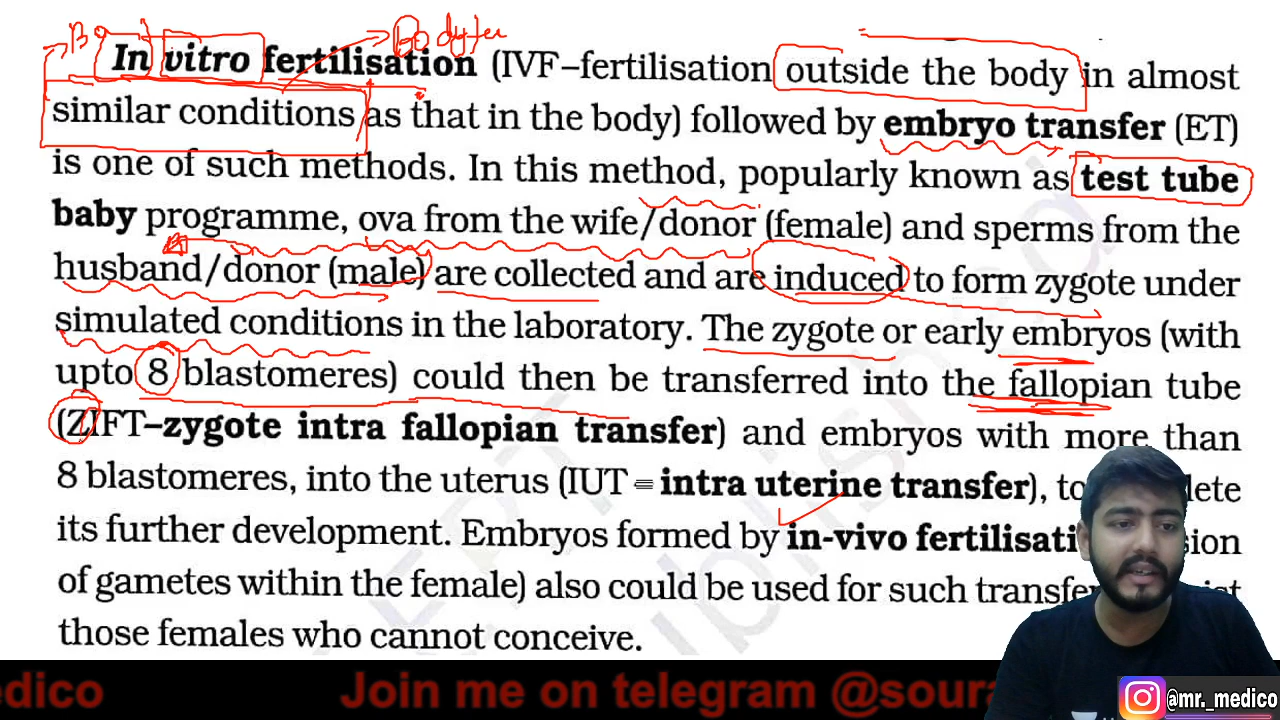 In vitro fertilisation (IVF–fertilisation outside the body in almost
similar conditions as that in the body) followed by embryo transfer (ET)
is one of such methods. In this method, popularly known as test tube
baby programme, ova from the wife/donor (female) and sperms from the
husband/donor (male) are collected and are induced to form zygote under
simulated conditions in the laboratory. The zygote or early embryos (with
upto 8 blastomeres) could then be transferred into the fallopian tube
(ZIFT–zygote intra fallopian transfer) and embryos with more than
8 blastomeres, into the uterus (IUT = intra uterine transfer), to
its further development. Embryos formed by in-vivo
of gametes within the female) also could be used for such
those females who cannot conceive.
Join me on telegram
@mr._medico